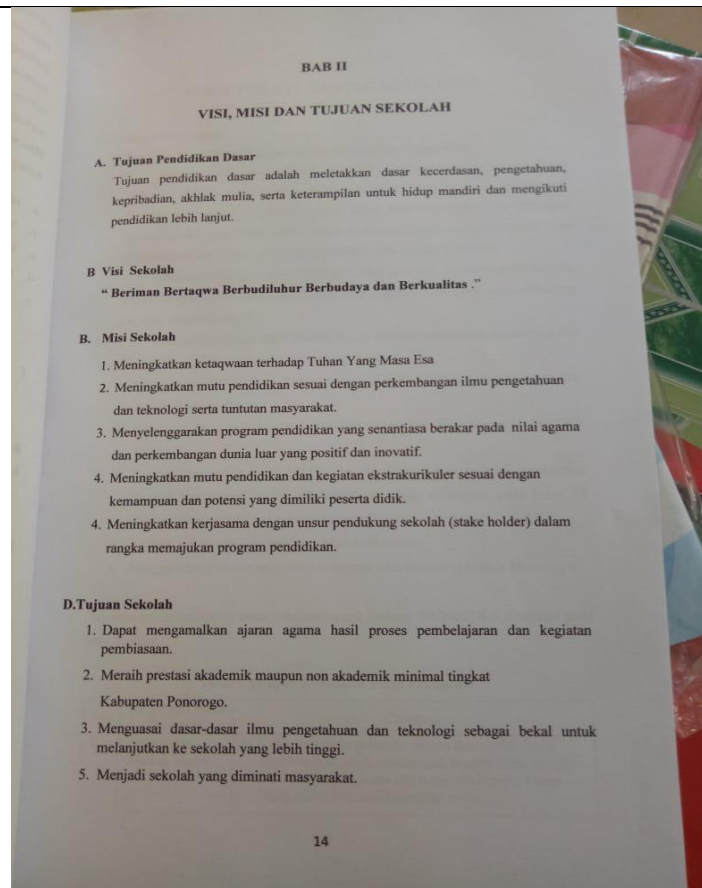 BAB II
VISI, MISI DAN TUJUAN SEKOLAH
A. Tujuan Pendidikan Dasar
Tujuan pendidikan dasar adalah meletakkan dasar kecerdasan, pengetahuan,
kepribadian, akhlak mulia, serta keterampilan untuk hidup mandiri dan mengikuti
pendidikan lebih lanjut.
B Visi Sekolah
“ Beriman Bertaqwa Berbudiluhur Berbudaya dan Berkualitas .”
B. Misi Sekolah
1. Meningkatkan ketaqwaan terhadap Tuhan Yang Masa Esa
2. Meningkatkan mutu pendidikan sesuai dengan perkembangan ilmu pengetahuan
dan teknologi serta tuntutan masyarakat.
3. Menyelenggarakan program pendidikan yang senantiasa berakar pada nilai agama
dan perkembangan dunia luar yang positif dan inovatif.
4. Meningkatkan mutu pendidikan dan kegiatan ekstrakurikuler sesuai dengan
kemampuan dan potensi yang dimiliki peserta didik.
4. Meningkatkan kerjasama dengan unsur pendukung sekolah (stake holder) dalam
rangka memajukan program pendidikan.
D.Tujuan Sekolah
1. Dapat mengamalkan ajaran agama hasil proses pembelajaran dan kegiatan
pembiasaan.
2. Meraih prestasi akademik maupun non akademik minimal tingkat
Kabupaten Ponorogo.
3. Menguasai dasar-dasar ilmu pengetahuan dan teknologi sebagai bekal untuk
melanjutkan ke sekolah yang lebih tinggi.
5. Menjadi sekolah yang diminati masyarakat.
14